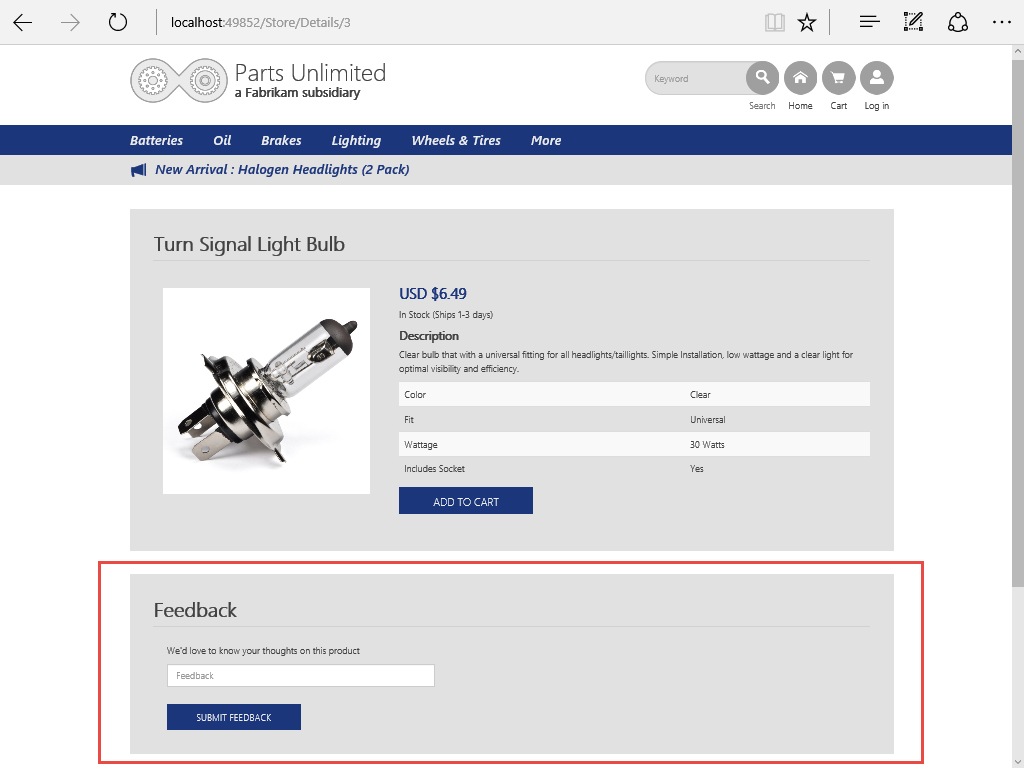 localhost:49852/Store/Details/3
Parts Unlimited
a Fabrikam subsidiary
Keyword
Search Home Cart Log in
Batteries Oil Brakes Lighting Wheels & Tires More
New Arrival : Halogen Headlights (2 Pack)
Turn Signal Light Bulb
USD $6.49
In Stock (Ships 1-3 days)
Description
Clear bulb that with a universal fitting for all headlights/taillights. Simple Installation, low wattage and a clear light for
optimal visibility and efficiency.
Color Clear
Fit Universal
Wattage 30 Watts
Includes Socket Yes
ADD TO CART
Feedback
We'd love to know your thoughts on this product
Feedback
SUBMIT FEEDBACK